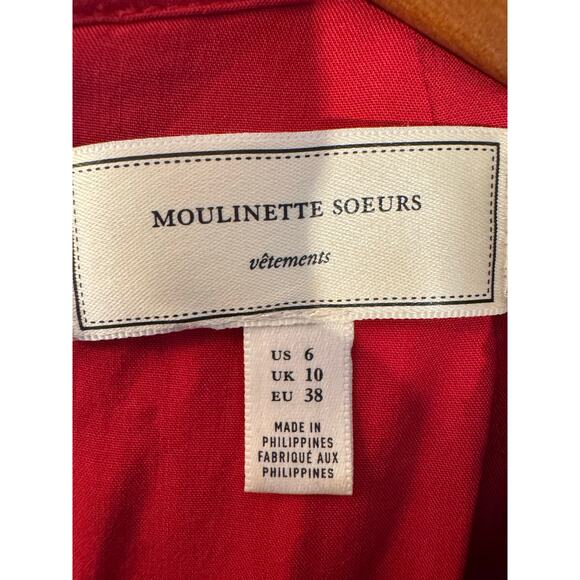 MOULINETTE SOEURS
vêtements
US 6
UK 10
EU 38
MADE IN
PHILIPPINES
FABRIQUÉ AUX
PHILIPPINES